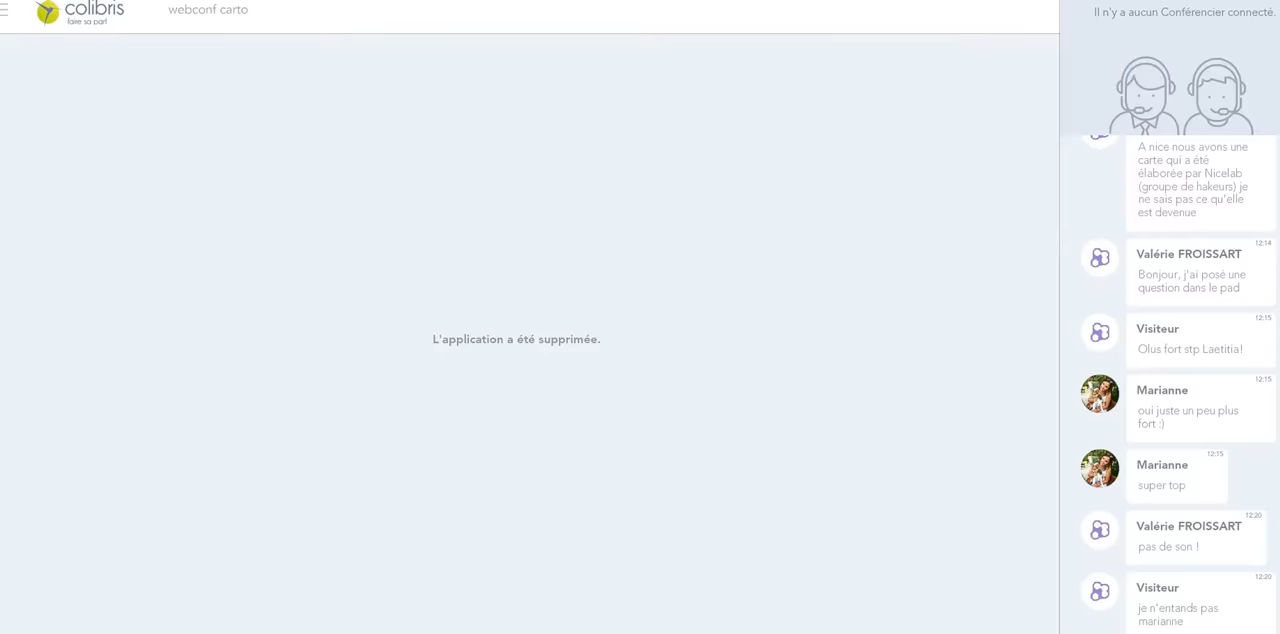 colibris
faire sa part
webconf carto
Il n'y a aucun Conférencier connecté.
A nice nous avons une
carte qui a été
élaborée par Nicelab
(groupe de hakeurs) je
ne sais pas ce qu'elle
est devenue
12:14
Valérie FROISSART
Bonjour, j'ai posé une
question dans le pad
12:15
Visiteur
Olus fort stp Laetitia!
12:15
Marianne
oui juste un peu plus
fort :)
12:15
Marianne
super top
12:20
Valérie FROISSART
pas de son !
12:20
Visiteur
je n'entands pas
marianne
L'application a été supprimée.